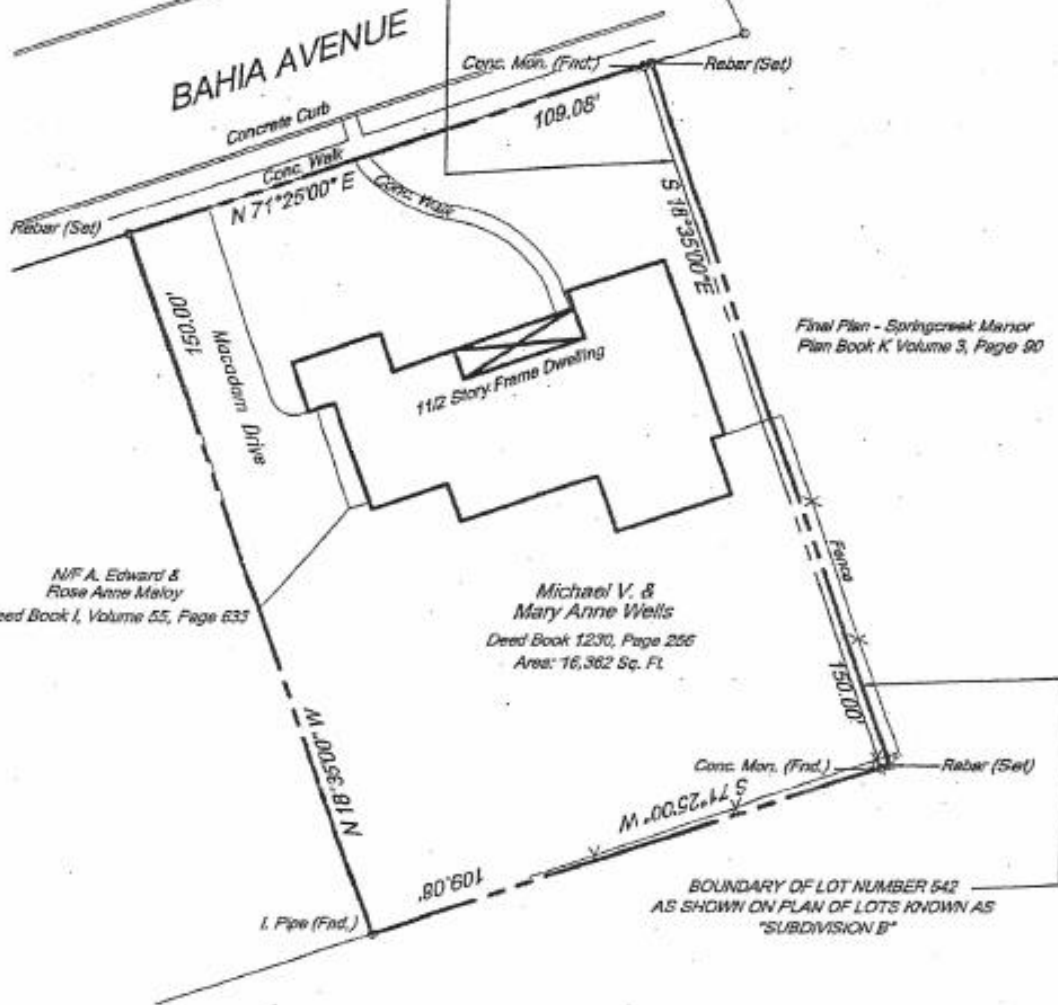 BAHIA AVENUE
Conc. Mon. (Fnd.)
Rebar (Set)
Concrete Curb
109.08'
Conc. Walk
N 71°25'00" E
Conc. Walk
Rebar (Set)
S 18°35'00"E
150.00'
Macadam Drive
Final Plan - Springcreek Manor
Plan Book K Volume 3, Page 90
11/2 Story Frame Dwelling
Fence
N/F A. Edward &
Rose Anne Maloy
eed Book I, Volume 55, Page 633
Michael V. &
Mary Anne Wells
Deed Book 1230, Page 256
Area: 16,362 Sq. Ft.
150.00'
N 18°35'00" W
Conc. Mon. (Fnd.)
Rebar (Set)
S 71°25'00" W
109.08'
I. Pipe (Fnd.)
BOUNDARY OF LOT NUMBER 542
AS SHOWN ON PLAN OF LOTS KNOWN AS
"SUBDIVISION B"